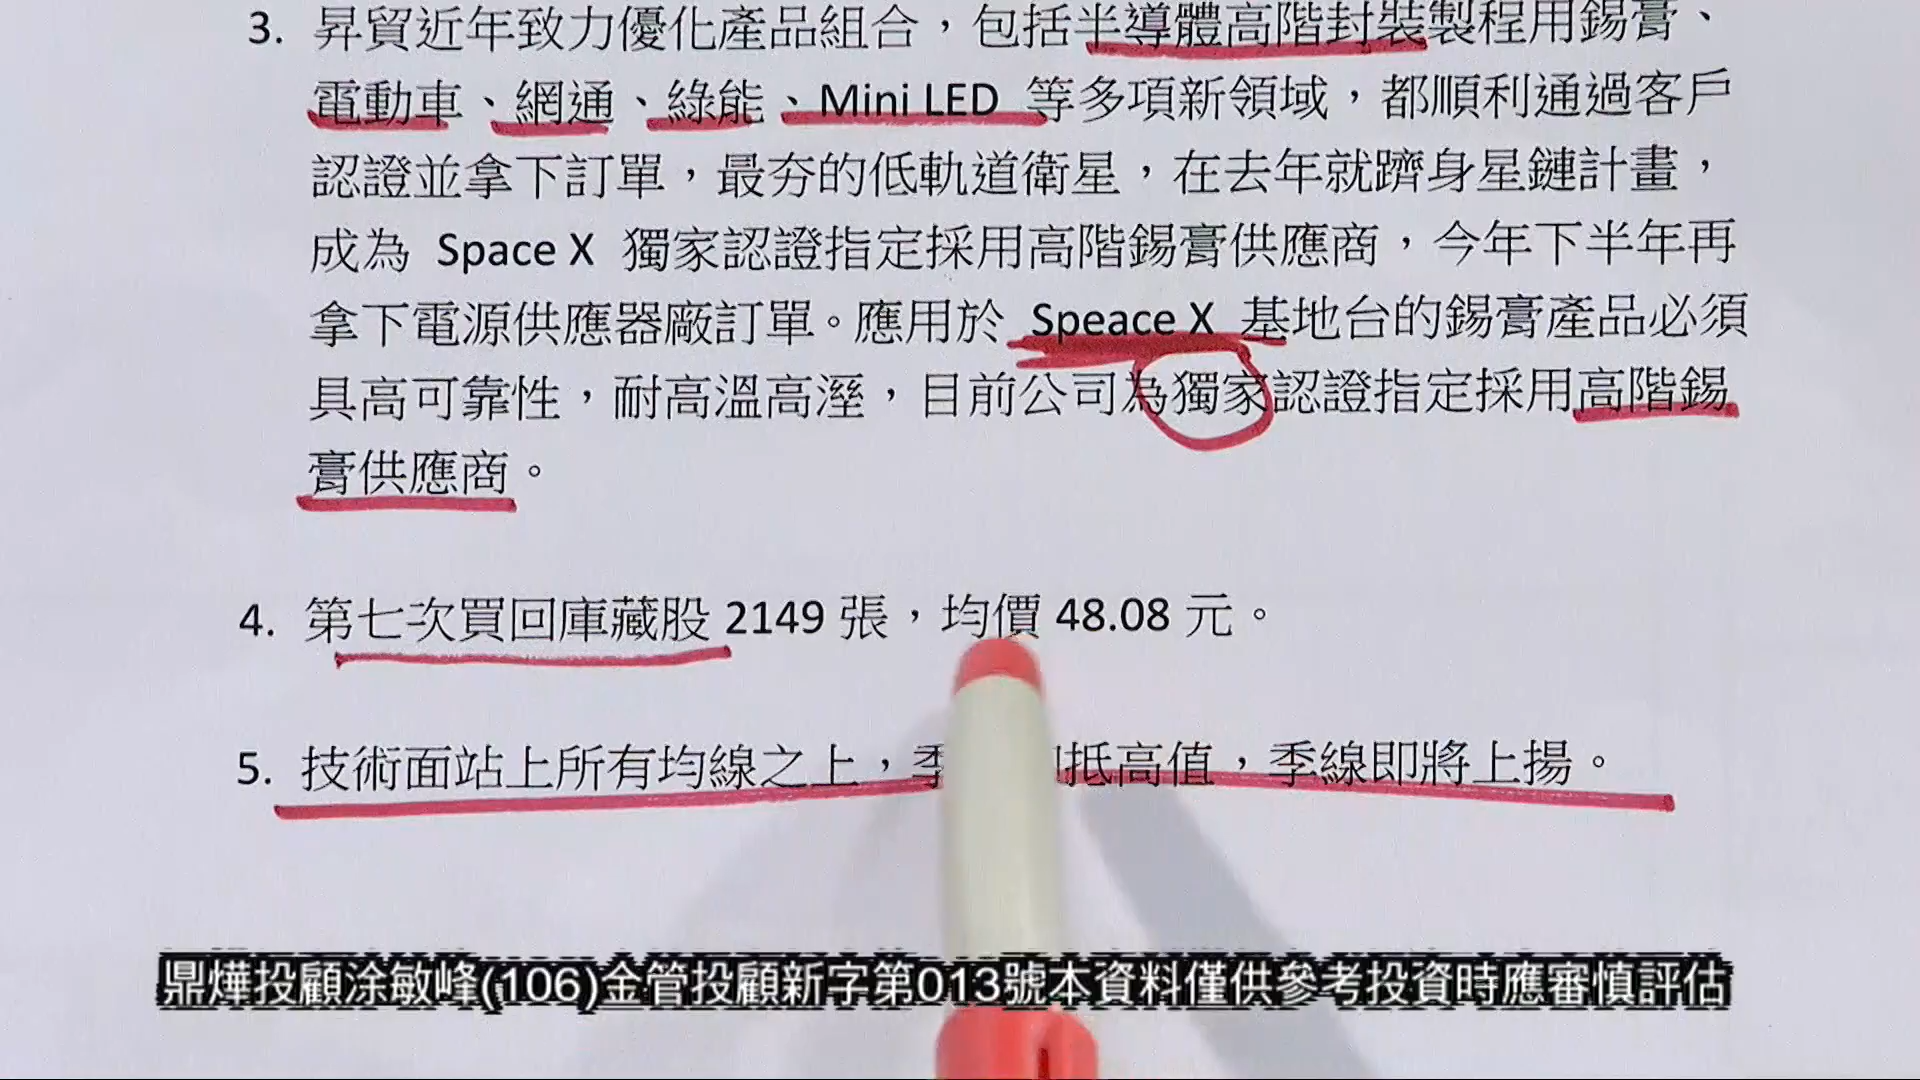 3. 昇貿近年致力優化產品組合，包括半導體高階封裝製程用錫膏、
電動車、網通、綠能、Mini LED 等多項新領域，都順利通過客戶
認證並拿下訂單，最夯的低軌道衛星，在去年就躋身星鏈計畫，
成為 Space X 獨家認證指定採用高階錫膏供應商，今年下半年再
拿下電源供應器廠訂單。應用於 Speace X 基地台的錫膏產品必須
具高可靠性，耐高溫高溼，目前公司為獨家認證指定採用高階錫
膏供應商。
4. 第七次買回庫藏股 2149 張，均價 48.08 元。
5. 技術面站上所有均線之上，季 抵高值，季線即將上揚。
鼎燁投顧涂敏峰(106)金管投顧新字第013號本資料僅供參考投資時應審慎評估